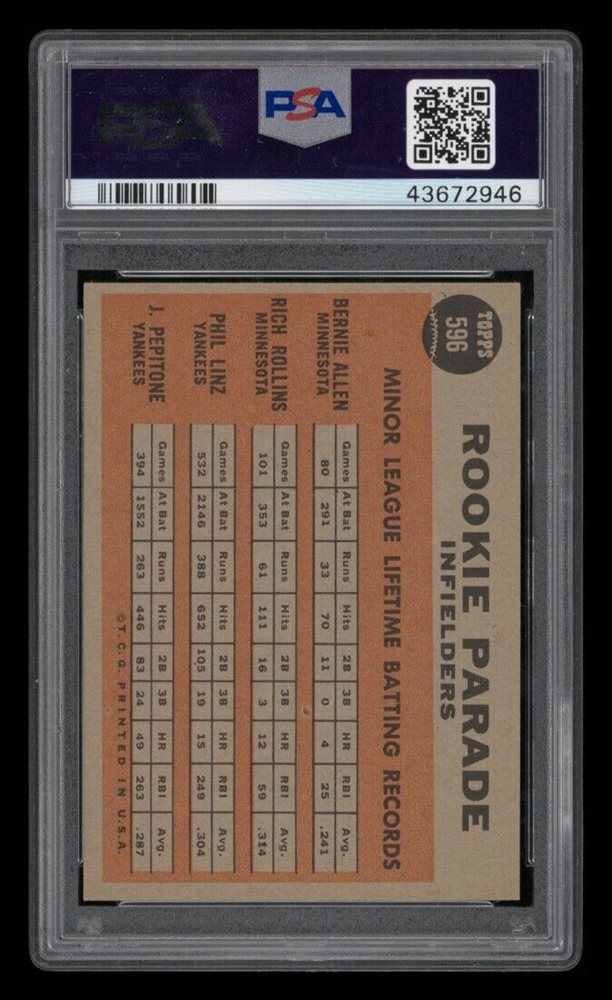 PSA
43672946
TOPPS
596
ROOKIE PARADE
INFIELDERS
MINOR LEAGUE LIFETIME BATTING RECORDS
BERNIE ALLEN
MINNESOTA
Games At Bat Runs Hits 2B 3B HR RBI Avg.
80 291 33 70 11 0 4 25 .241
RICH ROLLINS
MINNESOTA
Games At Bat Runs Hits 2B 3B HR RBI Avg.
101 353 61 111 16 3 12 59 .314
PHIL LINZ
YANKEES
Games At Bat Runs Hits 2B 3B HR RBI Avg.
532 2146 388 652 105 19 15 249 .304
J. PEPITONE
YANKEES
Games At Bat Runs Hits 2B 3B HR RBI Avg.
394 1552 263 446 83 24 49 263 .287
©T.C.G. PRINTED IN U.S.A.